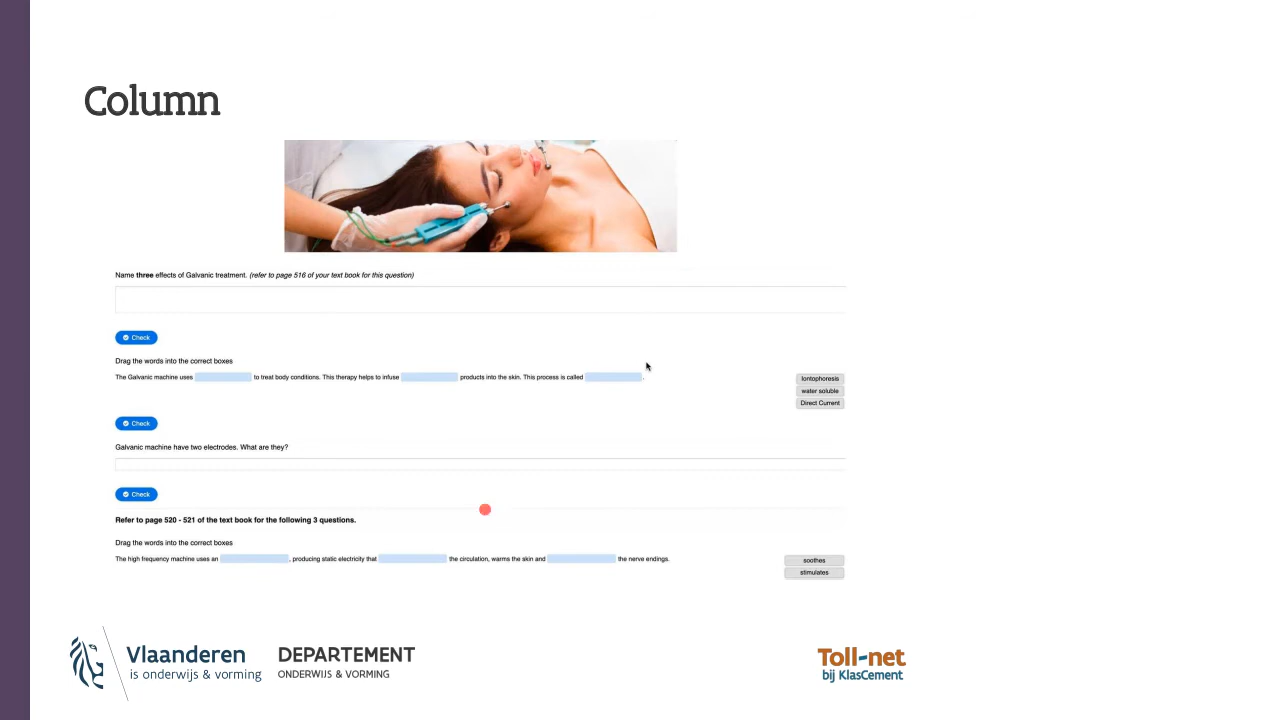 Column
Name three effects of Galvanic treatment. (refer to page 516 of your text book for this question)
Check
Drag the words into the correct boxes
The Galvanic machine uses to treat body conditions. This therapy helps to infuse products into the skin. This process is called .
Iontophoresis
water soluble
Direct Current
Check
Galvanic machine have two electrodes. What are they?
Check
Refer to page 520 - 521 of the text book for the following 3 questions.
Drag the words into the correct boxes
The high frequency machine uses an , producing static electricity that the circulation, warms the skin and the nerve endings.
soothes
stimulates
Vlaanderen
is onderwijs & vorming
DEPARTEMENT
ONDERWIJS & VORMING
Toll-net
bij KlasCement